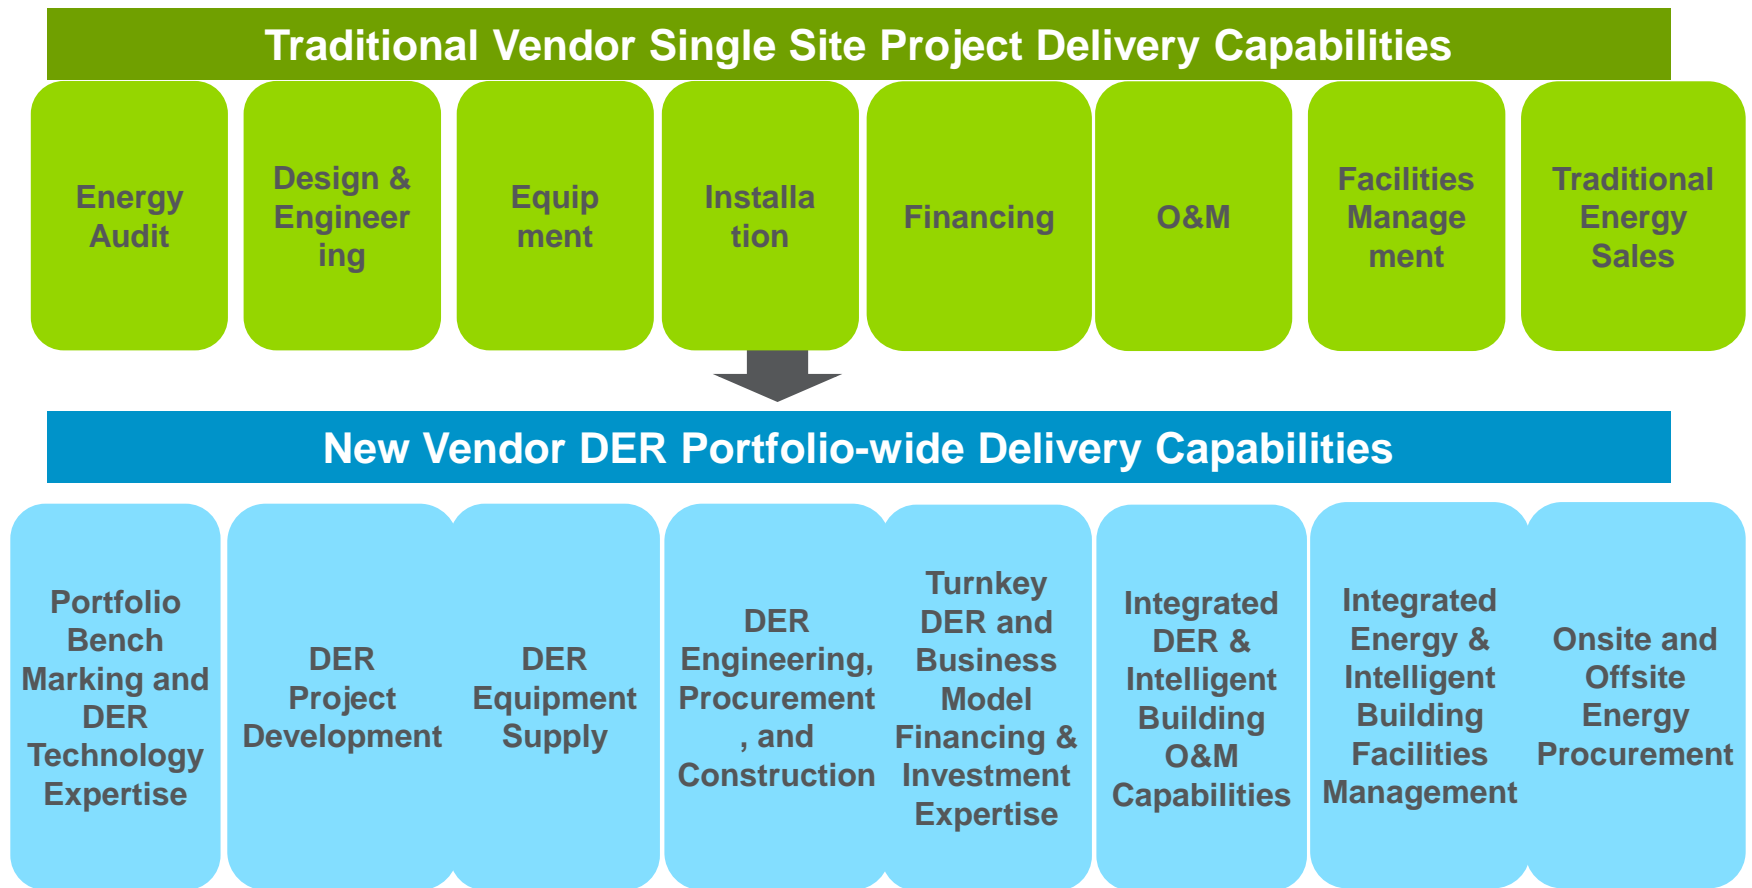 Traditional Vendor Single Site Project Delivery Capabilities
Energy
Audit
Design &
Engineer
ing
Equip
ment
Installa
tion
Financing
O&M
Facilities
Manage
ment
Traditional
Energy
Sales
New Vendor DER Portfolio-wide Delivery Capabilities
Portfolio
Bench
Marking and
DER
Technology
Expertise
DER
Project
Development
DER
Equipment
Supply
DER
Engineering,
Procurement
, and
Construction
Turnkey
DER and
Business
Model
Financing &
Investment
Expertise
Integrated
DER &
Intelligent
Building
O&M
Capabilities
Integrated
Energy &
Intelligent
Building
Facilities
Management
Onsite and
Offsite
Energy
Procurement